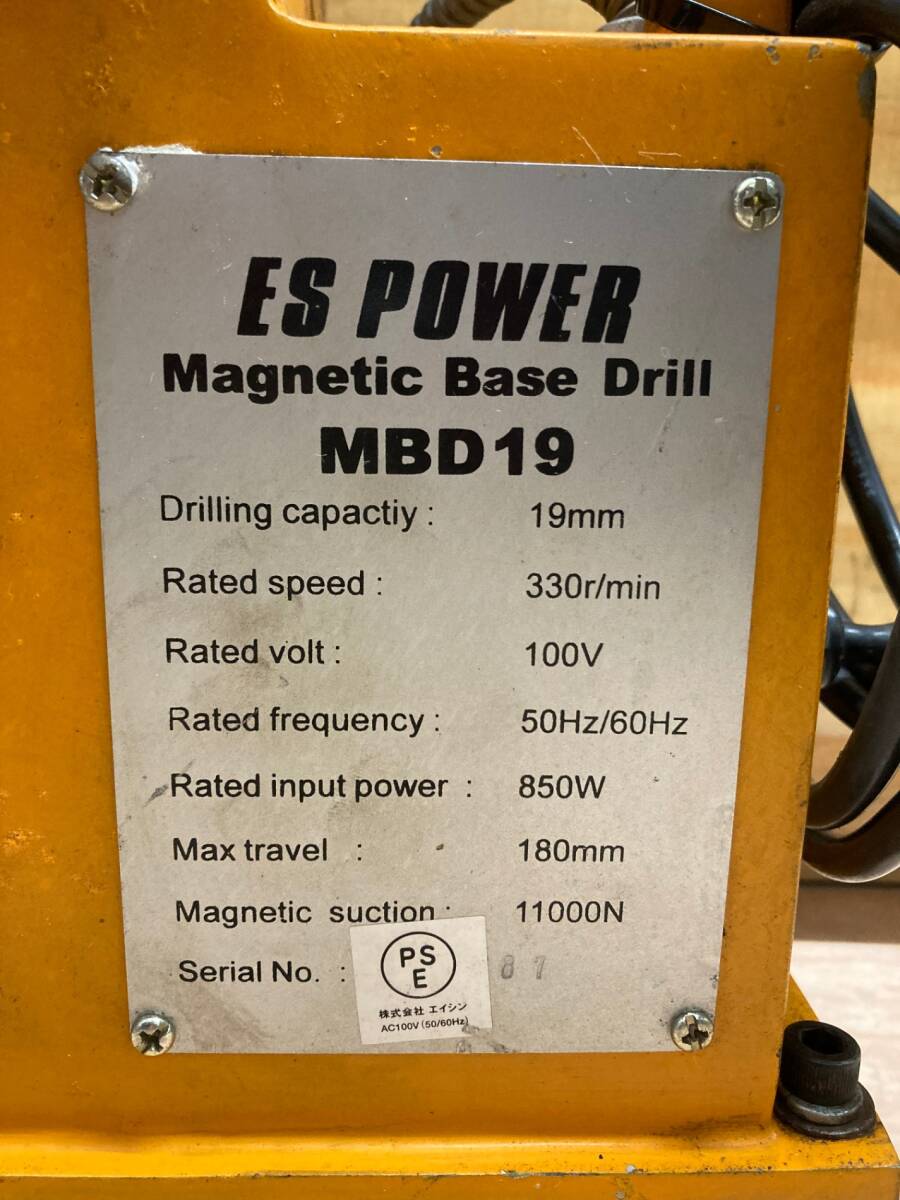 ES POWER
Magnetic Base Drill
MBD19
Drilling capactiy : 19mm
Rated speed : 330r/min
Rated volt : 100V
Rated frequency : 50Hz/60Hz
Rated input power : 850W
Max travel : 180mm
Magnetic suction : 11000N
Serial No. : 87
PS
E
株式会社 エイシン
AC100V (50/60Hz)